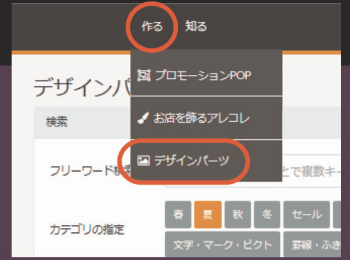 作る 知る
プロモーションPOP
デザインパ
お店を飾るアレコレ
検索
デザインパーツ
フリーワード検
とで複数キー
カテゴリの指定
春 夏 秋 冬 セール
文字・マーク・ピクト 罫線・ふき